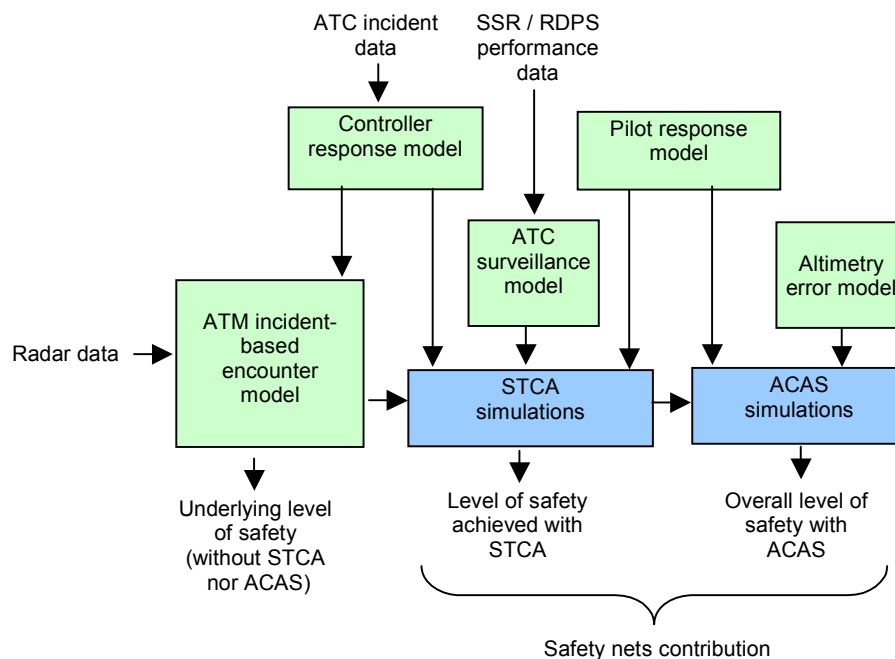 ATC incident
data
SSR / RDPS
performance
data
Controller
response model
Pilot response
model
ATC
surveillance
model
Altimetry
error model
Radar data
ATM incident-
based
encounter
model
STCA
simulations
ACAS
simulations
Underlying level
of safety
(without STCA
nor ACAS)
Level of safety
achieved with
STCA
Overall level of
safety with
ACAS
Safety nets contribution